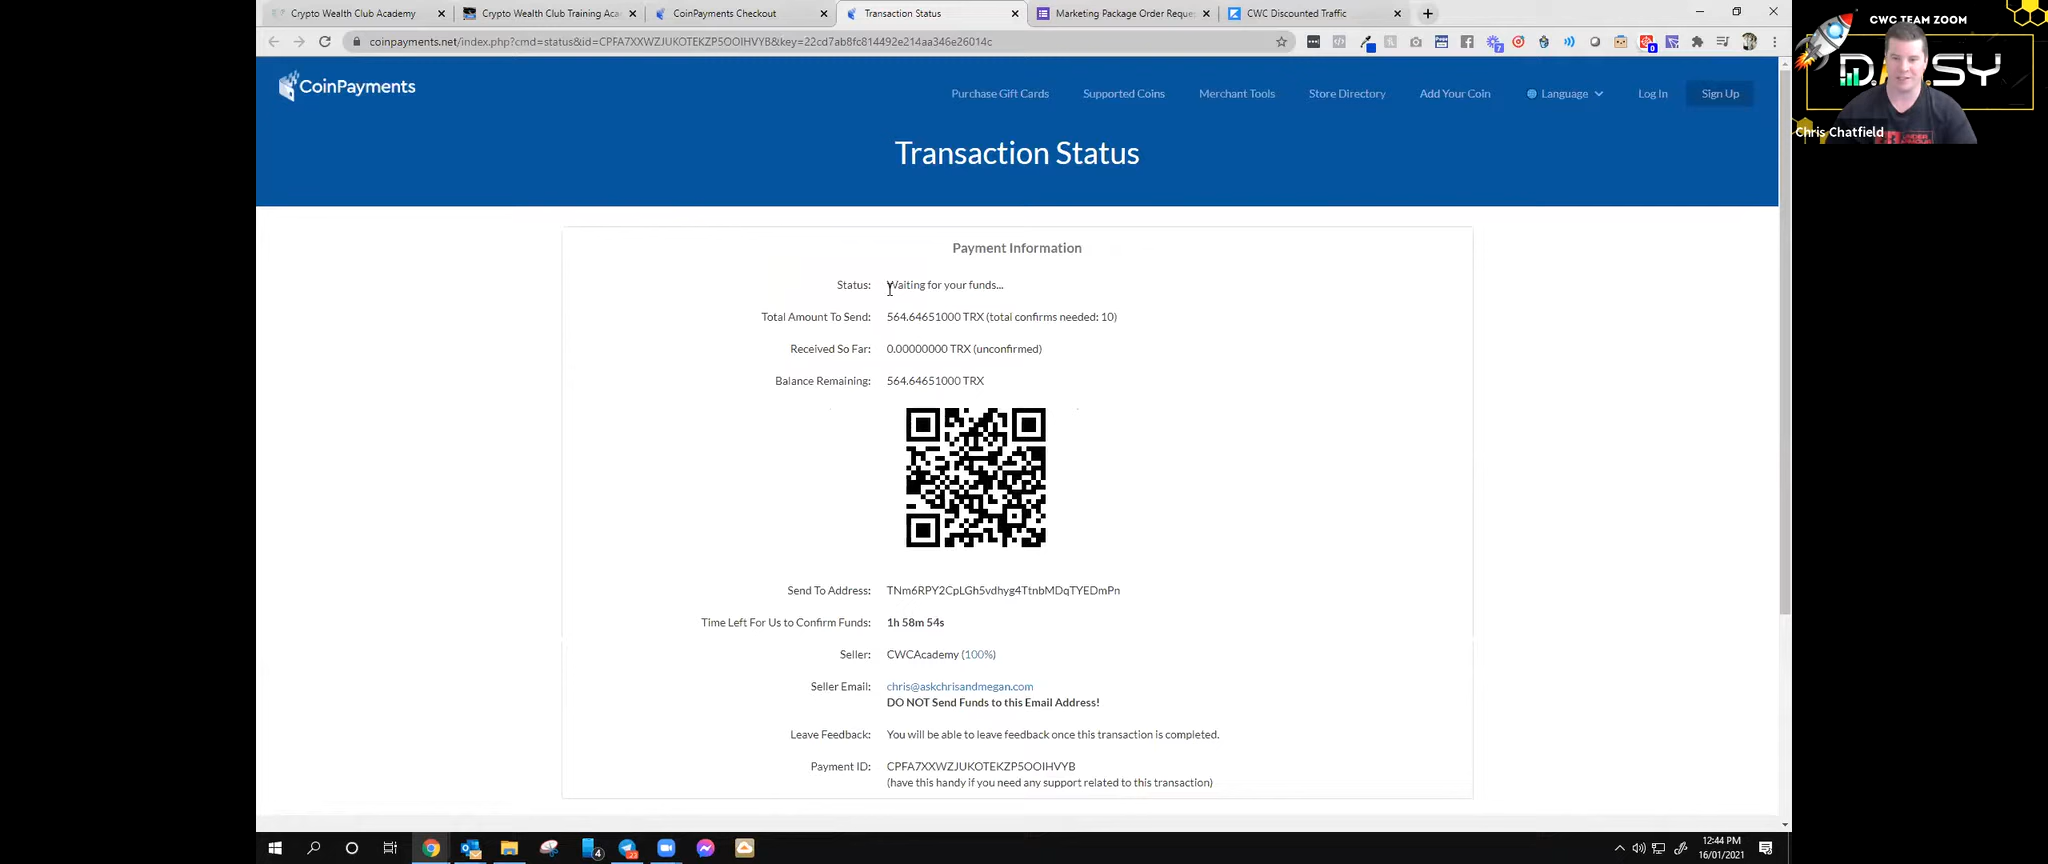 Crypto Wealth Club Academy
Crypto Wealth Club Training Aca
CoinPayments Checkout
Transaction Status
Marketing Package Order Reque
CWC Discounted Traffic
coinpayments.net/index.php?cmd=status&id=CPFA7XXWZJUKOTEKZP5OOIHVYB&key=22cd7ab8fc814492e214aa346e26014c
CWC TEAM ZOOM
Chris Chatfield
CoinPayments
Purchase Gift Cards
Supported Coins
Merchant Tools
Store Directory
Add Your Coin
Language
Log In
Sign Up
Transaction Status
Payment Information
Status: Waiting for your funds...
Total Amount To Send: 564.64651000 TRX (total confirms needed: 10)
Received So Far: 0.00000000 TRX (unconfirmed)
Balance Remaining: 564.64651000 TRX
Send To Address: TNm6RPY2CpLGh5vdhyg4TtnbMDqTYEDmPn
Time Left For Us to Confirm Funds: 1h 58m 54s
Seller: CWCAcademy (100%)
Seller Email: chris@askchrisandmegan.com
DO NOT Send Funds to this Email Address!
Leave Feedback: You will be able to leave feedback once this transaction is completed.
Payment ID: CPFA7XXWZJUKOTEKZP5OOIHVYB
(have this handy if you need any support related to this transaction)
12:44 PM
16/01/2021